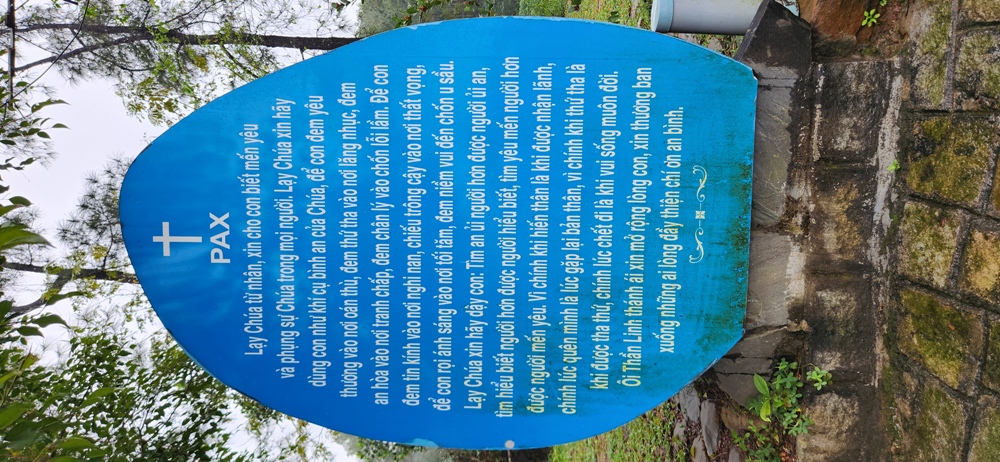 PAX
Lạy Chúa từ nhân, xin cho con biết mến yêu
và phụng sự Chúa trong mọi người. Lạy Chúa xin hãy
dùng con như khí cụ bình an của Chúa, để con đem yêu
thương vào nơi oán thù, đem thứ tha vào nơi lăng nhục, đem
an hòa vào nơi tranh chấp, đem chân lý vào chốn lỗi lầm. Để con
đem tin kính vào nơi nghi nan, chiếu trông cậy vào nơi thất vọng,
để con rọi ánh sáng vào nơi tối tăm, đem niềm vui đến chốn u sầu.
Lạy Chúa xin hãy dạy con: Tìm an ủi người hơn được người ủi an,
tìm hiểu biết người hơn được người hiểu biết, tìm yêu mến người hơn
được người mến yêu. Vì chính khi hiến thân là khi được nhận lãnh,
chính lúc quên mình là lúc gặp lại bản thân, vì chính khi thứ tha là
khi được tha thứ, chính lúc chết đi là khi vui sống muôn đời.
Ôi Thần Linh thánh ái xin mở rộng lòng con, xin thương ban
xuống những ai lòng đầy thiện chí ơn an bình.